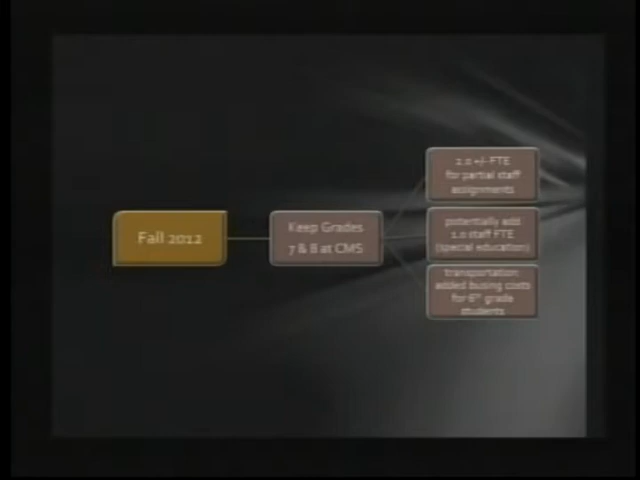 Fall 2012
Keep Grades
7 & 8 at CMS
2.0 +/- FTE
for partial staff
assignments
potentially add
1.0 staff FTE
(special education)
transportation
added busing costs
for 6th grade
students